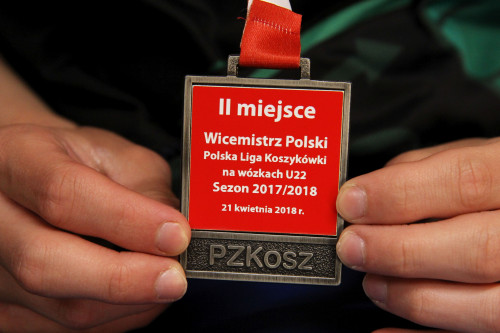 II miejsce
Wicemistrz Polski
Polska Liga Koszykówki
na wózkach U22
Sezon 2017/2018
21 kwietnia 2018 r.
PZKosz